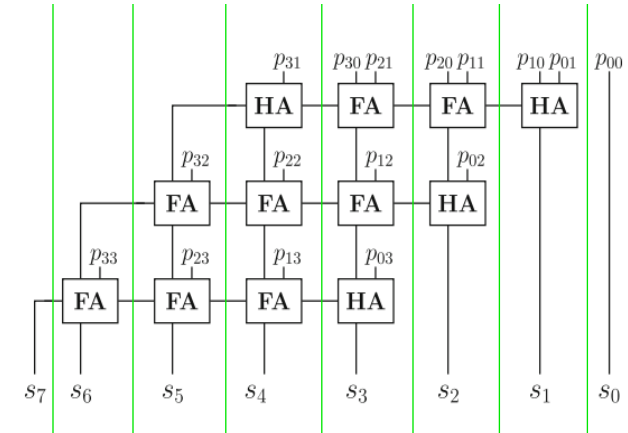 p₃₁ p₃₀ p₂₁ p₂₀ p₁₁ p₁₀ p₀₁ p₀₀
HA FA FA HA
p₃₂ p₂₂ p₁₂ p₀₂
FA FA FA HA
p₃₃ p₂₃ p₁₃ p₀₃
FA FA FA HA
s₇ s₆ s₅ s₄ s₃ s₂ s₁ s₀